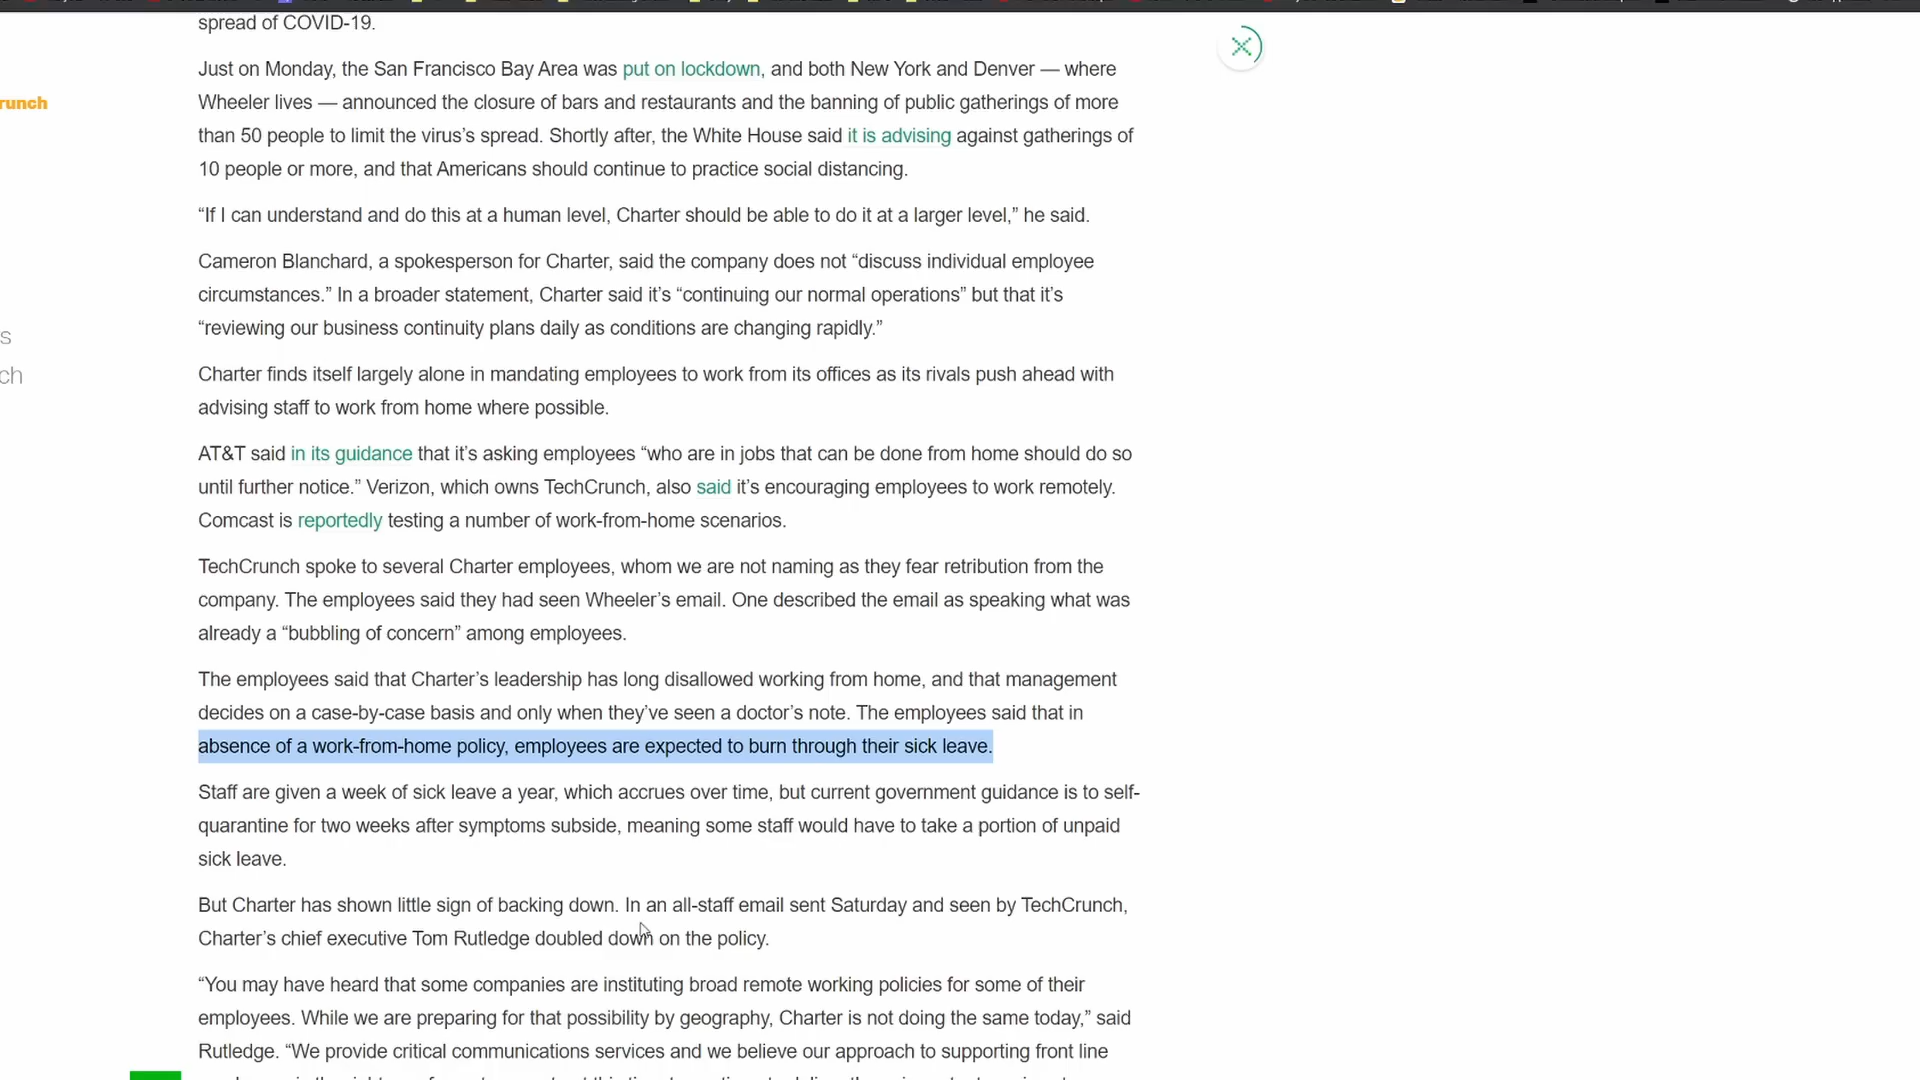 spread of COVID-19.
Just on Monday, the San Francisco Bay Area was put on lockdown, and both New York and Denver — where
Wheeler lives — announced the closure of bars and restaurants and the banning of public gatherings of more
than 50 people to limit the virus’s spread. Shortly after, the White House said it is advising against gatherings of
10 people or more, and that Americans should continue to practice social distancing.
“If I can understand and do this at a human level, Charter should be able to do it at a larger level,” he said.
Cameron Blanchard, a spokesperson for Charter, said the company does not “discuss individual employee
circumstances.” In a broader statement, Charter said it’s “continuing our normal operations” but that it’s
“reviewing our business continuity plans daily as conditions are changing rapidly.”
Charter finds itself largely alone in mandating employees to work from its offices as its rivals push ahead with
advising staff to work from home where possible.
AT&T said in its guidance that it’s asking employees “who are in jobs that can be done from home should do so
until further notice.” Verizon, which owns TechCrunch, also said it’s encouraging employees to work remotely.
Comcast is reportedly testing a number of work-from-home scenarios.
TechCrunch spoke to several Charter employees, whom we are not naming as they fear retribution from the
company. The employees said they had seen Wheeler’s email. One described the email as speaking what was
already a “bubbling of concern” among employees.
The employees said that Charter’s leadership has long disallowed working from home, and that management
decides on a case-by-case basis and only when they’ve seen a doctor’s note. The employees said that in
absence of a work-from-home policy, employees are expected to burn through their sick leave.
Staff are given a week of sick leave a year, which accrues over time, but current government guidance is to self-
quarantine for two weeks after symptoms subside, meaning some staff would have to take a portion of unpaid
sick leave.
But Charter has shown little sign of backing down. In an all-staff email sent Saturday and seen by TechCrunch,
Charter’s chief executive Tom Rutledge doubled down on the policy.
“You may have heard that some companies are instituting broad remote working policies for some of their
employees. While we are preparing for that possibility by geography, Charter is not doing the same today,” said
Rutledge. “We provide critical communications services and we believe our approach to supporting front line
runch
s
ch